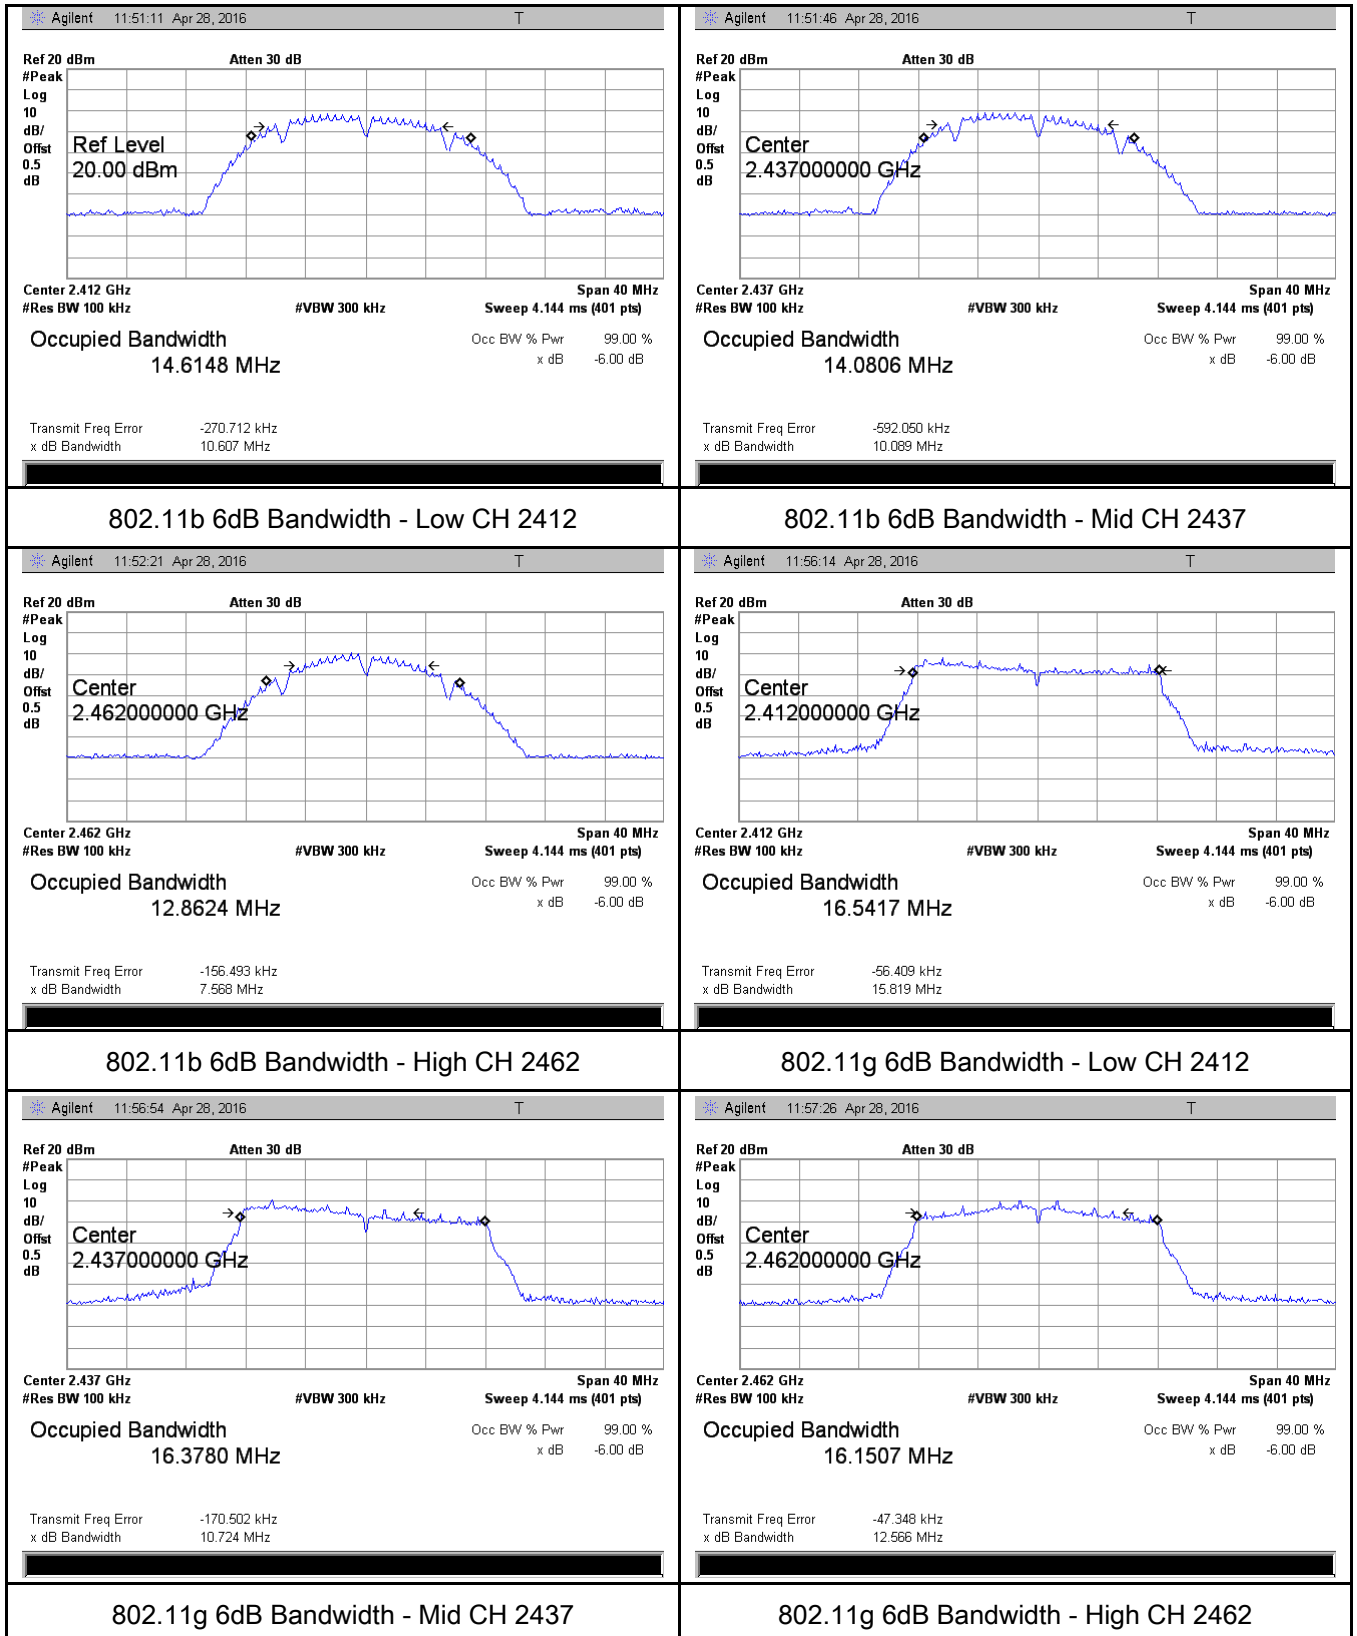 Agilent 11:51:11 Apr 28, 2016 T
Ref 20 dBm Atten 30 dB
#Peak
Log
10
dB/
Offst
0.5
dB
Ref Level
20.00 dBm
Center 2.412 GHz Span 40 MHz
#Res BW 100 kHz #VBW 300 kHz Sweep 4.144 ms (401 pts)
Occupied Bandwidth Occ BW % Pwr 99.00 %
14.6148 MHz x dB -6.00 dB
Transmit Freq Error -270.712 kHz
x dB Bandwidth 10.607 MHz
802.11b 6dB Bandwidth - Low CH 2412
Agilent 11:51:46 Apr 28, 2016 T
Ref 20 dBm Atten 30 dB
#Peak
Log
10
dB/
Offst
0.5
dB
Center
2.437000000 GHz
Center 2.437 GHz Span 40 MHz
#Res BW 100 kHz #VBW 300 kHz Sweep 4.144 ms (401 pts)
Occupied Bandwidth Occ BW % Pwr 99.00 %
14.0806 MHz x dB -6.00 dB
Transmit Freq Error -592.050 kHz
x dB Bandwidth 10.089 MHz
802.11b 6dB Bandwidth - Mid CH 2437
Agilent 11:52:21 Apr 28, 2016 T
Ref 20 dBm Atten 30 dB
#Peak
Log
10
dB/
Offst
0.5
dB
Center
2.462000000 GHz
Center 2.462 GHz Span 40 MHz
#Res BW 100 kHz #VBW 300 kHz Sweep 4.144 ms (401 pts)
Occupied Bandwidth Occ BW % Pwr 99.00 %
12.8624 MHz x dB -6.00 dB
Transmit Freq Error -156.493 kHz
x dB Bandwidth 7.568 MHz
802.11b 6dB Bandwidth - High CH 2462
Agilent 11:56:14 Apr 28, 2016 T
Ref 20 dBm Atten 30 dB
#Peak
Log
10
dB/
Offst
0.5
dB
Center
2.412000000 GHz
Center 2.412 GHz Span 40 MHz
#Res BW 100 kHz #VBW 300 kHz Sweep 4.144 ms (401 pts)
Occupied Bandwidth Occ BW % Pwr 99.00 %
16.5417 MHz x dB -6.00 dB
Transmit Freq Error -56.409 kHz
x dB Bandwidth 15.819 MHz
802.11g 6dB Bandwidth - Low CH 2412
Agilent 11:56:54 Apr 28, 2016 T
Ref 20 dBm Atten 30 dB
#Peak
Log
10
dB/
Offst
0.5
dB
Center
2.437000000 GHz
Center 2.437 GHz Span 40 MHz
#Res BW 100 kHz #VBW 300 kHz Sweep 4.144 ms (401 pts)
Occupied Bandwidth Occ BW % Pwr 99.00 %
16.3780 MHz x dB -6.00 dB
Transmit Freq Error -170.502 kHz
x dB Bandwidth 10.724 MHz
802.11g 6dB Bandwidth - Mid CH 2437
Agilent 11:57:26 Apr 28, 2016 T
Ref 20 dBm Atten 30 dB
#Peak
Log
10
dB/
Offst
0.5
dB
Center
2.462000000 GHz
Center 2.462 GHz Span 40 MHz
#Res BW 100 kHz #VBW 300 kHz Sweep 4.144 ms (401 pts)
Occupied Bandwidth Occ BW % Pwr 99.00 %
16.1507 MHz x dB -6.00 dB
Transmit Freq Error -47.348 kHz
x dB Bandwidth 12.566 MHz
802.11g 6dB Bandwidth - High CH 2462